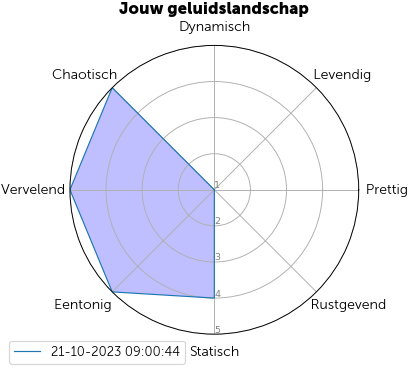 Jouw geluidslandschap
Dynamisch
Chaotisch
Levendig
Vervelend
1
Prettig
2
3
4
Eentonig
Rustgevend
5
21-10-2023 09:00:44
Statisch